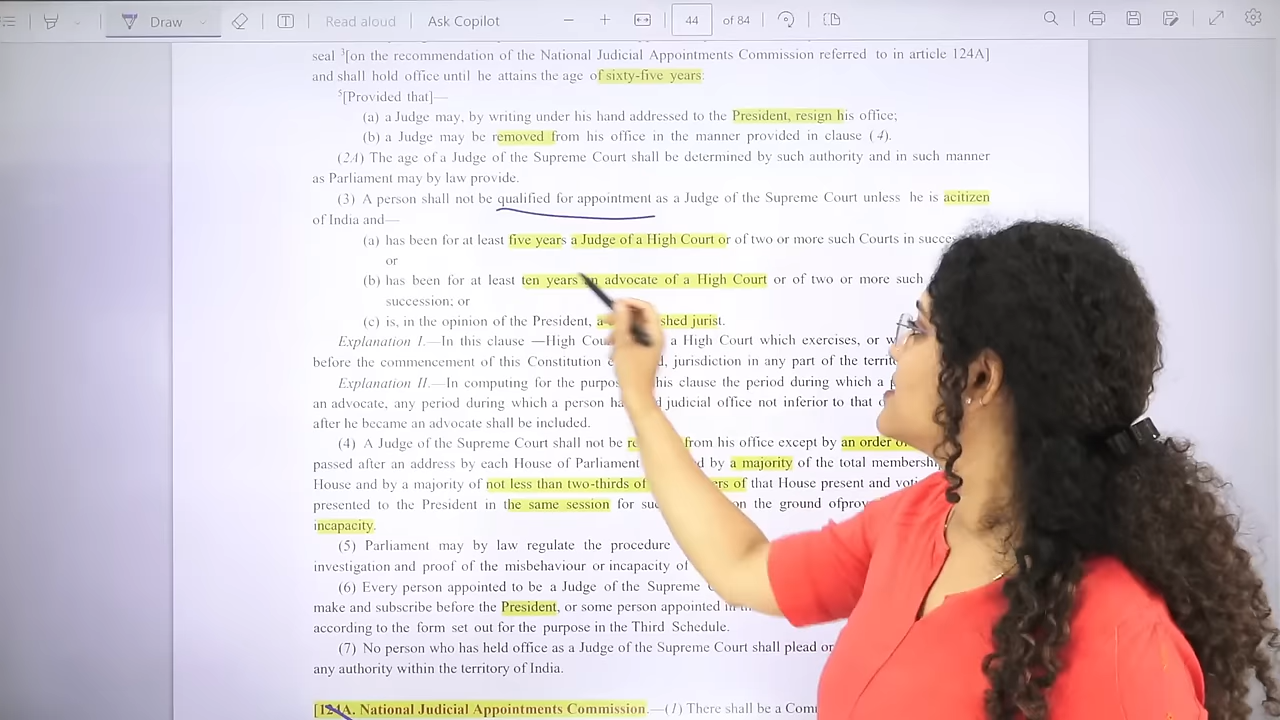 Draw
Read aloud
Ask Copilot
44 of 84
seal ³[on the recommendation of the National Judicial Appointments Commission referred to in article 124A]
and shall hold office until he attains the age of sixty-five years:
⁵[Provided that]—
(a) a Judge may, by writing under his hand addressed to the President, resign his office;
(b) a Judge may be removed from his office in the manner provided in clause (4).
(2A) The age of a Judge of the Supreme Court shall be determined by such authority and in such manner
as Parliament may by law provide.
(3) A person shall not be qualified for appointment as a Judge of the Supreme Court unless he is acitizen
of India and—
(a) has been for at least five years a Judge of a High Court or of two or more such Courts in
or
(b) has been for at least ten years an advocate of a High Court or of two or more such
succession; or
(c) is, in the opinion of the President, a jurist.
Explanation I.—In this clause —High a High Court which exercises, or
before the commencement of this Constitution jurisdiction in any part of the
Explanation II.—In computing for the this clause the period during which a
an advocate, any period during which a person judicial office not inferior to that
after he became an advocate shall be included.
(4) A Judge of the Supreme Court shall not be from his office except by an order
passed after an address by each House of Parliament by a majority of the total
House and by a majority of not less than two-thirds of of that House present and
presented to the President in the same session for on the ground
incapacity.
(5) Parliament may by law regulate the procedure
investigation and proof of the misbehaviour or incapacity of
(6) Every person appointed to be a Judge of the Supreme
make and subscribe before the President, or some person appointed in
according to the form set out for the purpose in the Third Schedule.
(7) No person who has held office as a Judge of the Supreme Court shall plead or
any authority within the territory of India.
[124A. National Judicial Appointments Commission.—(1) There shall be a